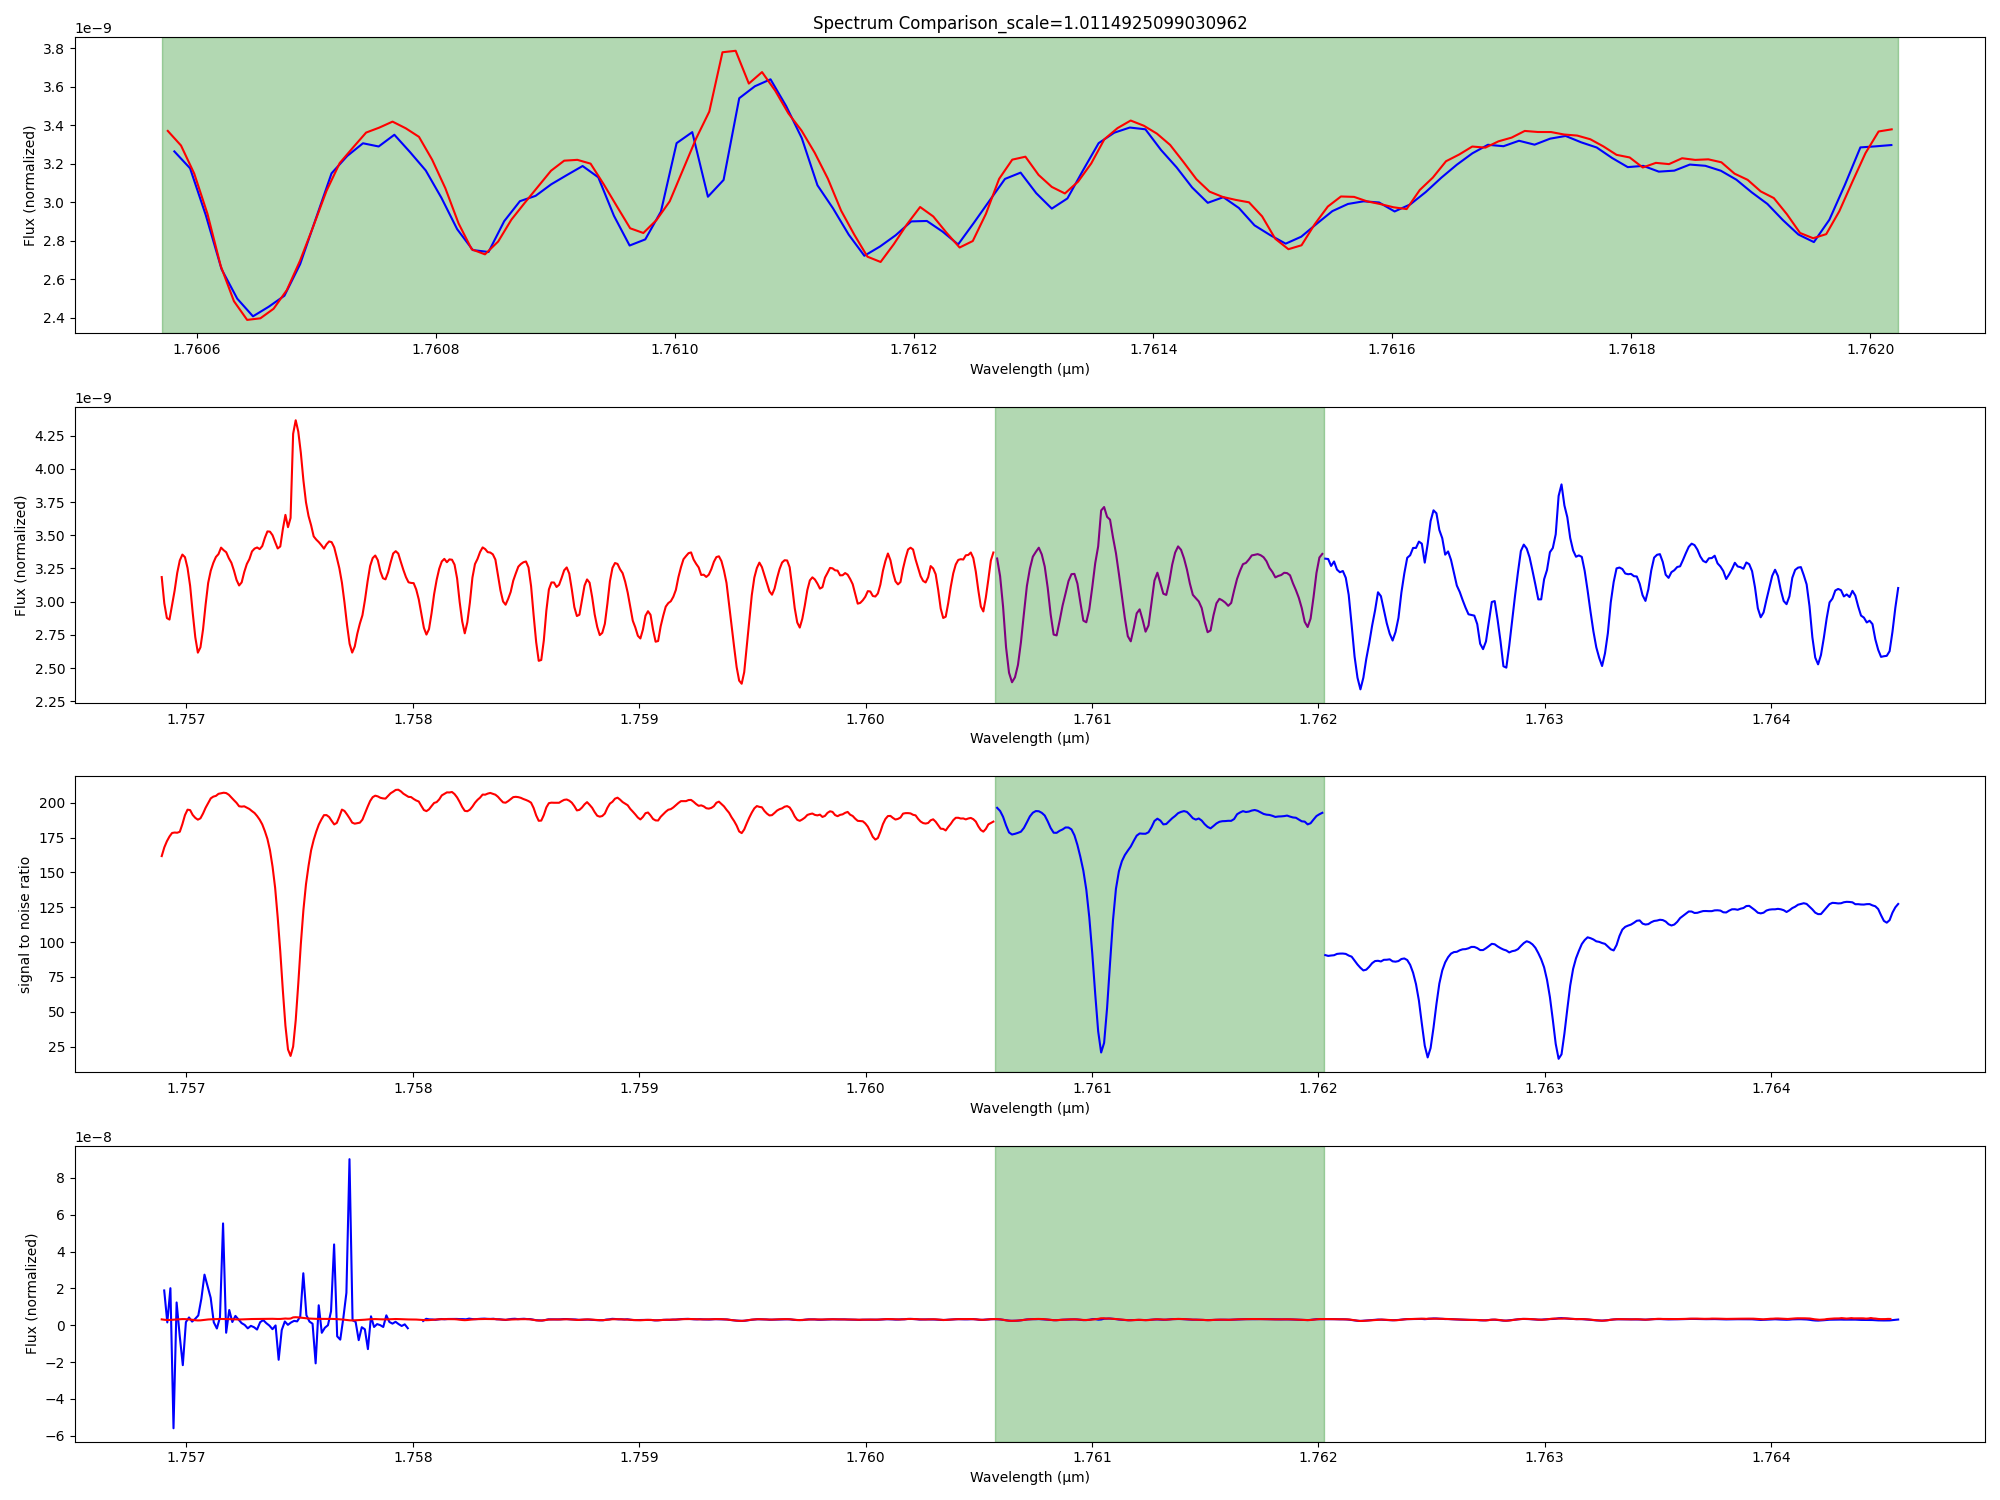 Spectrum Comparison_scale=1.0114925099030962
1e−9
3.8
3.6
3.4
3.2
3.0
2.8
2.6
2.4
Flux (normalized)
1.7606 1.7608 1.7610 1.7612 1.7614 1.7616 1.7618 1.7620
Wavelength (μm)
1e−9
4.25
4.00
3.75
3.50
3.25
3.00
2.75
2.50
2.25
Flux (normalized)
1.757 1.758 1.759 1.760 1.761 1.762 1.763 1.764
Wavelength (μm)
200
175
150
125
100
75
50
25
signal to noise ratio
1.757 1.758 1.759 1.760 1.761 1.762 1.763 1.764
Wavelength (μm)
1e−8
8
6
4
2
0
−2
−4
−6
Flux (normalized)
1.757 1.758 1.759 1.760 1.761 1.762 1.763 1.764
Wavelength (μm)